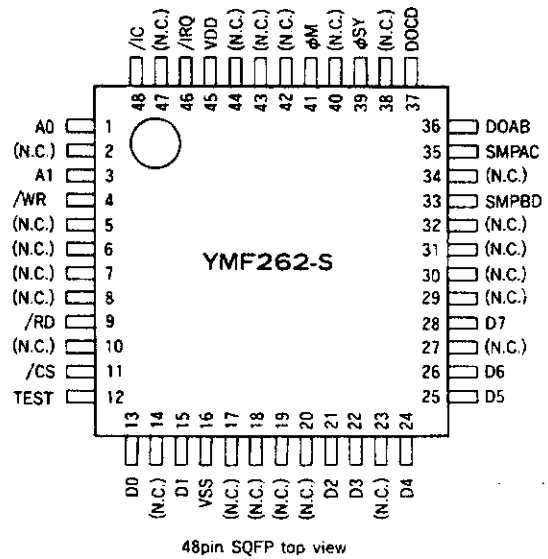 /IC (N.C.) /IRQ VDD (N.C.) (N.C.) (N.C.) φM (N.C.) φSY (N.C.) DOCD
48 47 46 45 44 43 42 41 40 39 38 37
A0 1 36 DOAB
(N.C.) 2 35 SMPAC
A1 3 34 (N.C.)
/WR 4 33 SMPBD
(N.C.) 5 32 (N.C.)
(N.C.) 6 31 (N.C.)
(N.C.) 7 YMF262-S 30 (N.C.)
(N.C.) 8 29 (N.C.)
/RD 9 28 D7
(N.C.) 10 27 (N.C.)
/CS 11 26 D6
TEST 12 25 D5
13 14 15 16 17 18 19 20 21 22 23 24
D0 (N.C.) D1 VSS (N.C.) (N.C.) (N.C.) (N.C.) D2 D3 (N.C.) D4
48pin SQFP top view